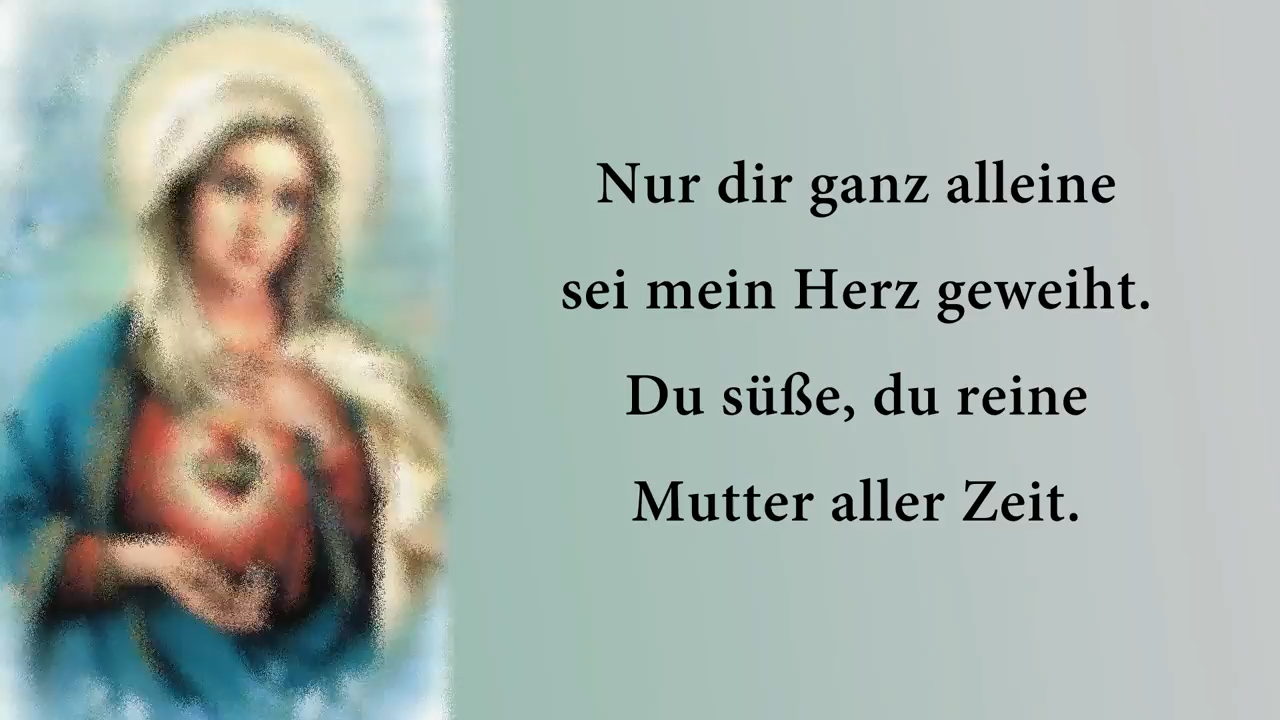 Nur dir ganz alleine
sei mein Herz geweiht.
Du süße, du reine
Mutter aller Zeit.